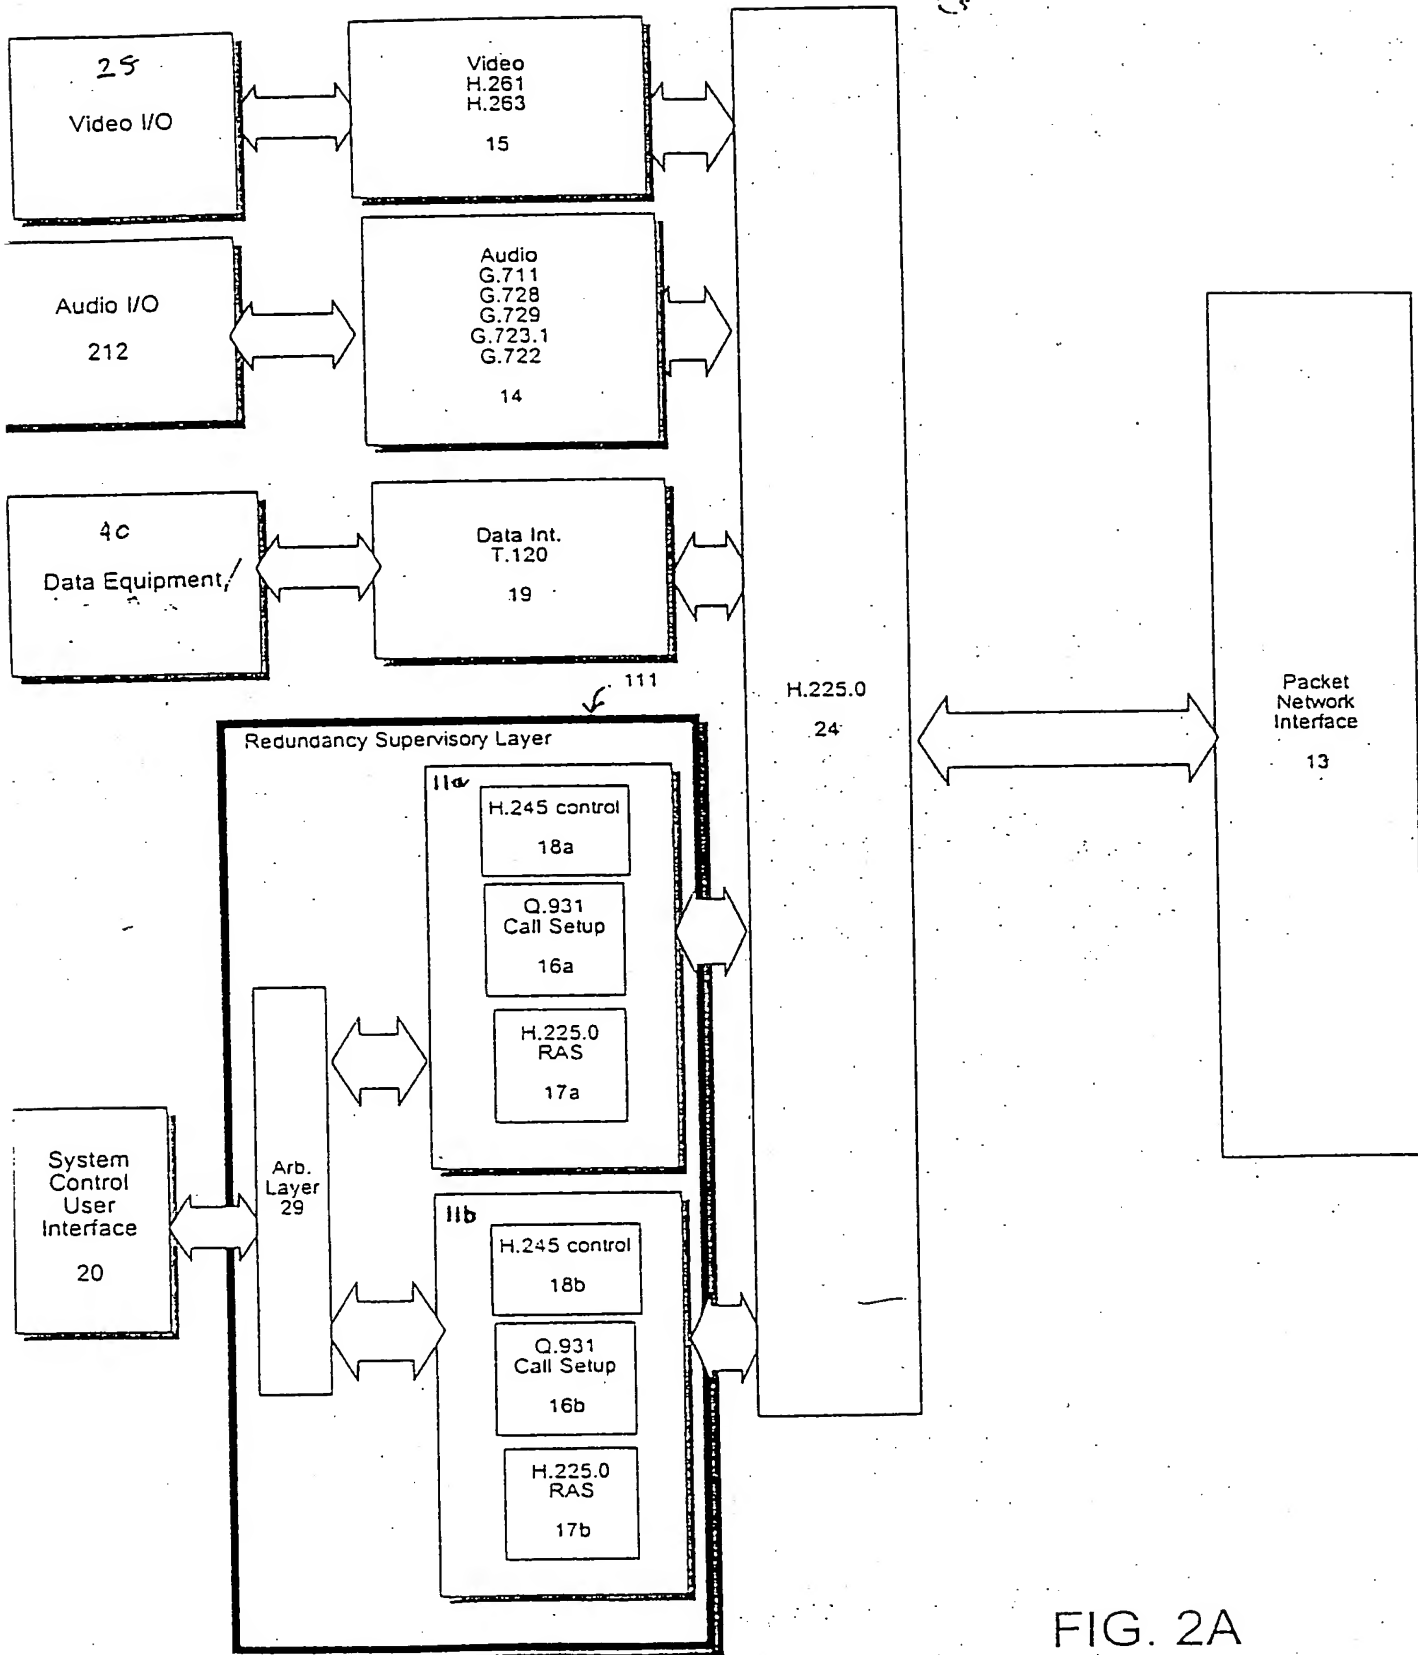 25
Video I/O
Video
H.261
H.263
15
Audio I/O
212
Audio
G.711
G.728
G.729
G.723.1
G.722
14
Data Equipment
Data Int.
T.120
19
111
Redundancy Supervisory Layer
11a
H.245 control
18a
Q.931
Call Setup
16a
H.225.0
RAS
17a
System
Control
User
Interface
20
Arb.
Layer
29
11b
H.245 control
18b
Q.931
Call Setup
16b
H.225.0
RAS
17b
H.225.0
24
Packet
Network
Interface
13
FIG. 2A